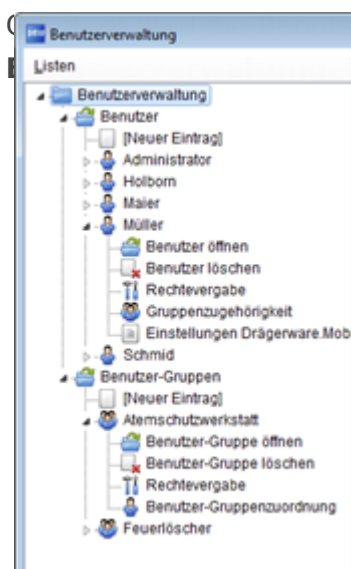 Benutzerverwaltung
Listen
Benutzerverwaltung
Benutzer
[Neuer Eintrag]
Administrator
Holborn
Maier
Müller
Benutzer öffnen
Benutzer löschen
Rechtevergabe
Gruppenzugehörigkeit
Einstellungen Drägerware.Mob
Schmid
Benutzer-Gruppen
[Neuer Eintrag]
Atemschutzwerkstatt
Benutzer-Gruppe öffnen
Benutzer-Gruppe löschen
Rechtevergabe
Benutzer-Gruppenzuordnung
Feuerlöscher